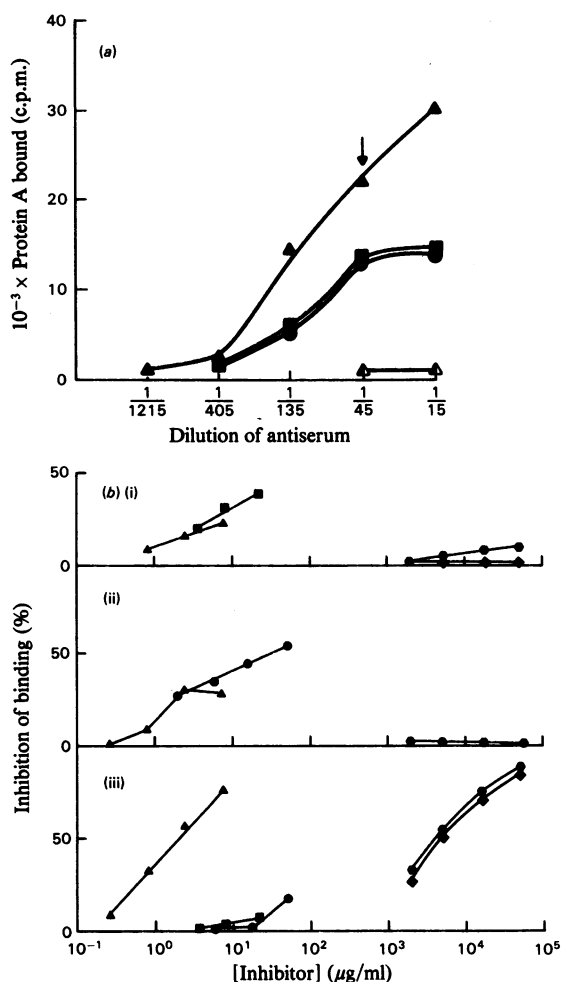 40
(a)
30
20
10
0
10⁻³ × Protein A bound (c.p.m.)
1/1215 1/405 1/135 1/45 1/15
Dilution of antiserum
50
(b) (i)
0
(ii)
50
0
(iii)
50
0
Inhibition of binding (%)
10⁻¹ 10⁰ 10¹ 10² 10³ 10⁴ 10⁵
[Inhibitor] (µg/ml)